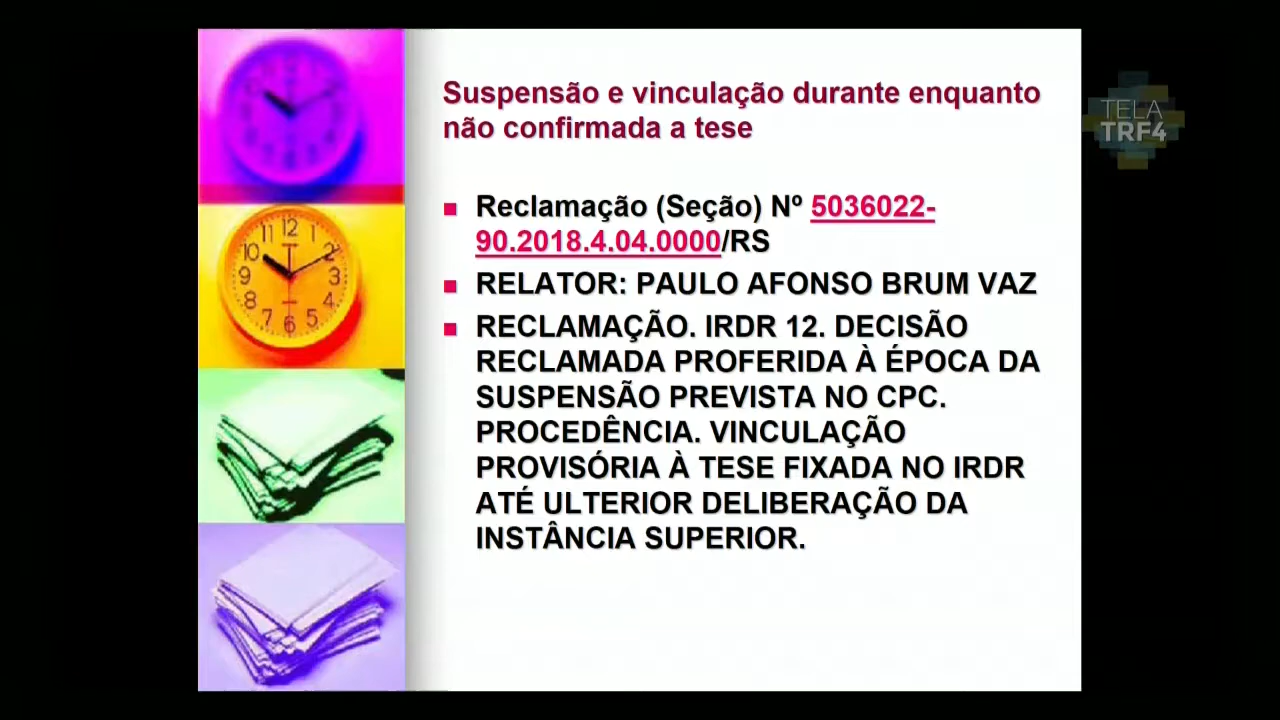 Suspensão e vinculação durante enquanto
não confirmada a tese
TELA
TRF4
Reclamação (Seção) Nº 5036022-
90.2018.4.04.0000/RS
RELATOR: PAULO AFONSO BRUM VAZ
RECLAMAÇÃO. IRDR 12. DECISÃO
RECLAMADA PROFERIDA À ÉPOCA DA
SUSPENSÃO PREVISTA NO CPC.
PROCEDÊNCIA. VINCULAÇÃO
PROVISÓRIA À TESE FIXADA NO IRDR
ATÉ ULTERIOR DELIBERAÇÃO DA
INSTÂNCIA SUPERIOR.